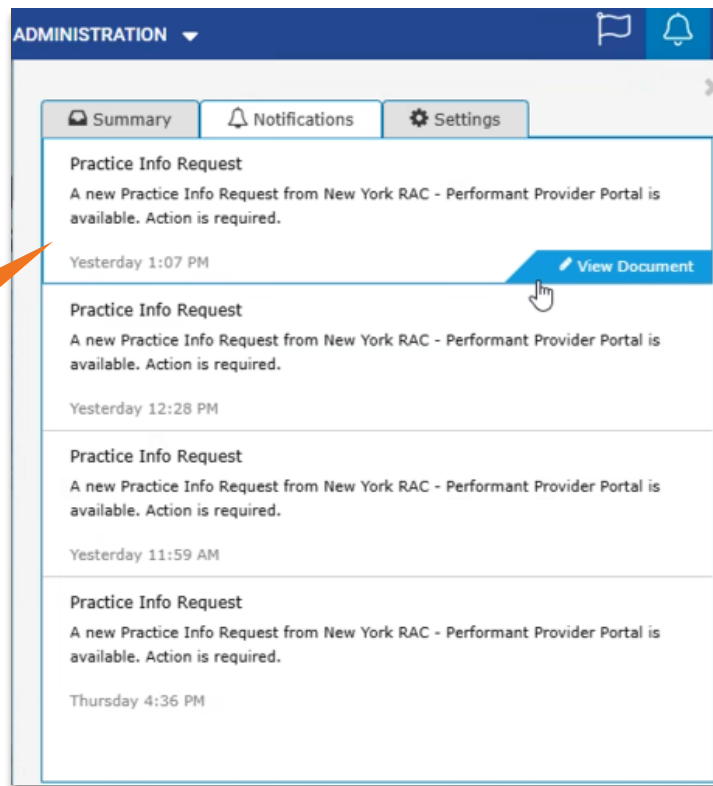 ADMINISTRATION
Summary Notifications Settings
Practice Info Request
A new Practice Info Request from New York RAC - Performant Provider Portal is
available. Action is required.
Yesterday 1:07 PM
View Document
Practice Info Request
A new Practice Info Request from New York RAC - Performant Provider Portal is
available. Action is required.
Yesterday 12:28 PM
Practice Info Request
A new Practice Info Request from New York RAC - Performant Provider Portal is
available. Action is required.
Yesterday 11:59 AM
Practice Info Request
A new Practice Info Request from New York RAC - Performant Provider Portal is
available. Action is required.
Thursday 4:36 PM